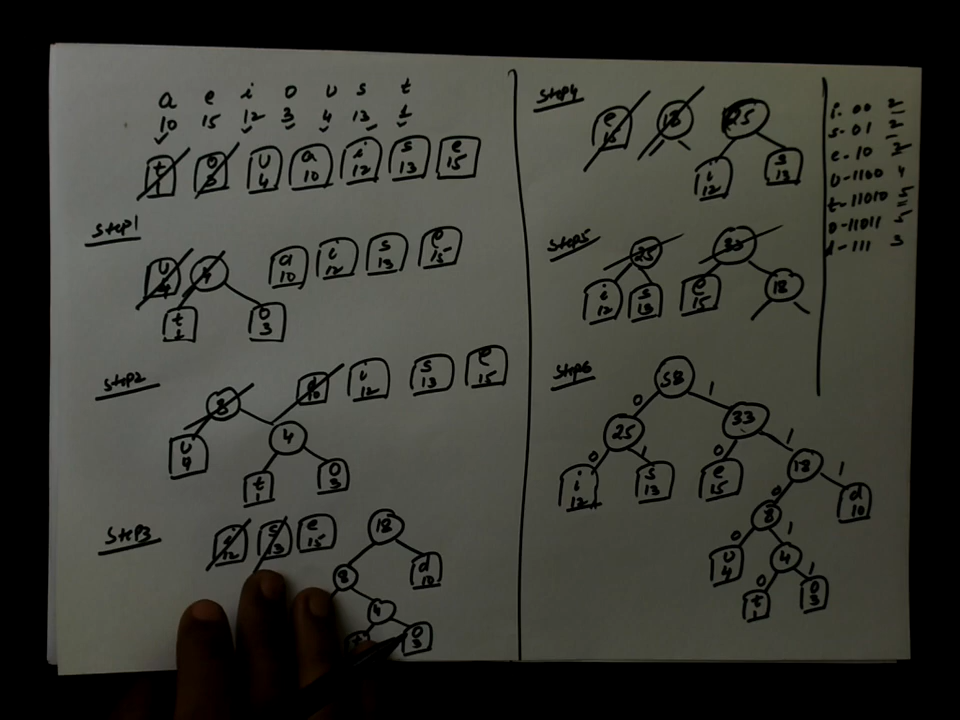 a e i o u s t
10 15 12 3 4 13 1
t o u a i s e
1 3 4 10 12 13 15
Step1
u 4 a i s e
4 10 12 13 15
t o
1 3
Step2
8 a i s e
10 12 13 15
u 4
4
t o
1 3
Step3
i s e 18
12 13 15
8 d
10
4
t o
3
Step4
e 18 25
15
i s
12 13
Step5
25 33
i s e 18
12 13 15
Step6
58
0 1
25 33
0 1 0 1
i s e 18
12 13 15
0 1
8 d
10
0 1
u 4
4
0 1
t o
1 3
i - 00 2
s - 01 2
e - 10 2
u - 1100 4
t - 11010
o - 11011
d - 111 3